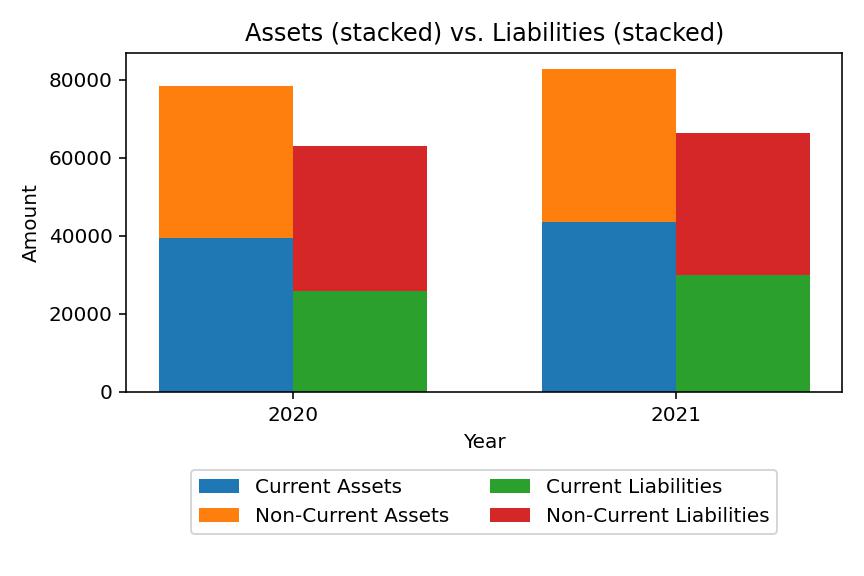 Assets (stacked) vs. Liabilities (stacked)
80000
60000
40000
20000
0
Amount
2020 2021
Year
Current Assets Current Liabilities
Non-Current Assets Non-Current Liabilities